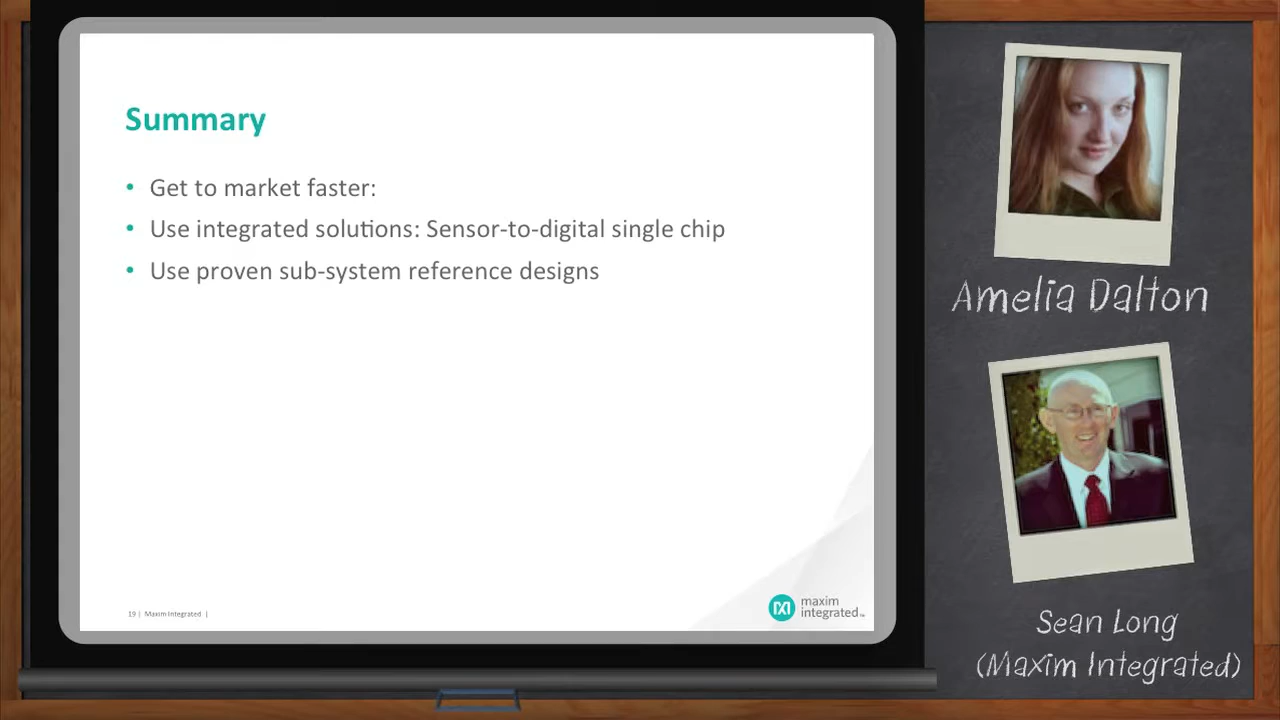 Summary
• Get to market faster:
• Use integrated solutions: Sensor-to-digital single chip
• Use proven sub-system reference designs
19 | Maxim Integrated |
maxim
integrated™
Amelia Dalton
Sean Long
(Maxim Integrated)